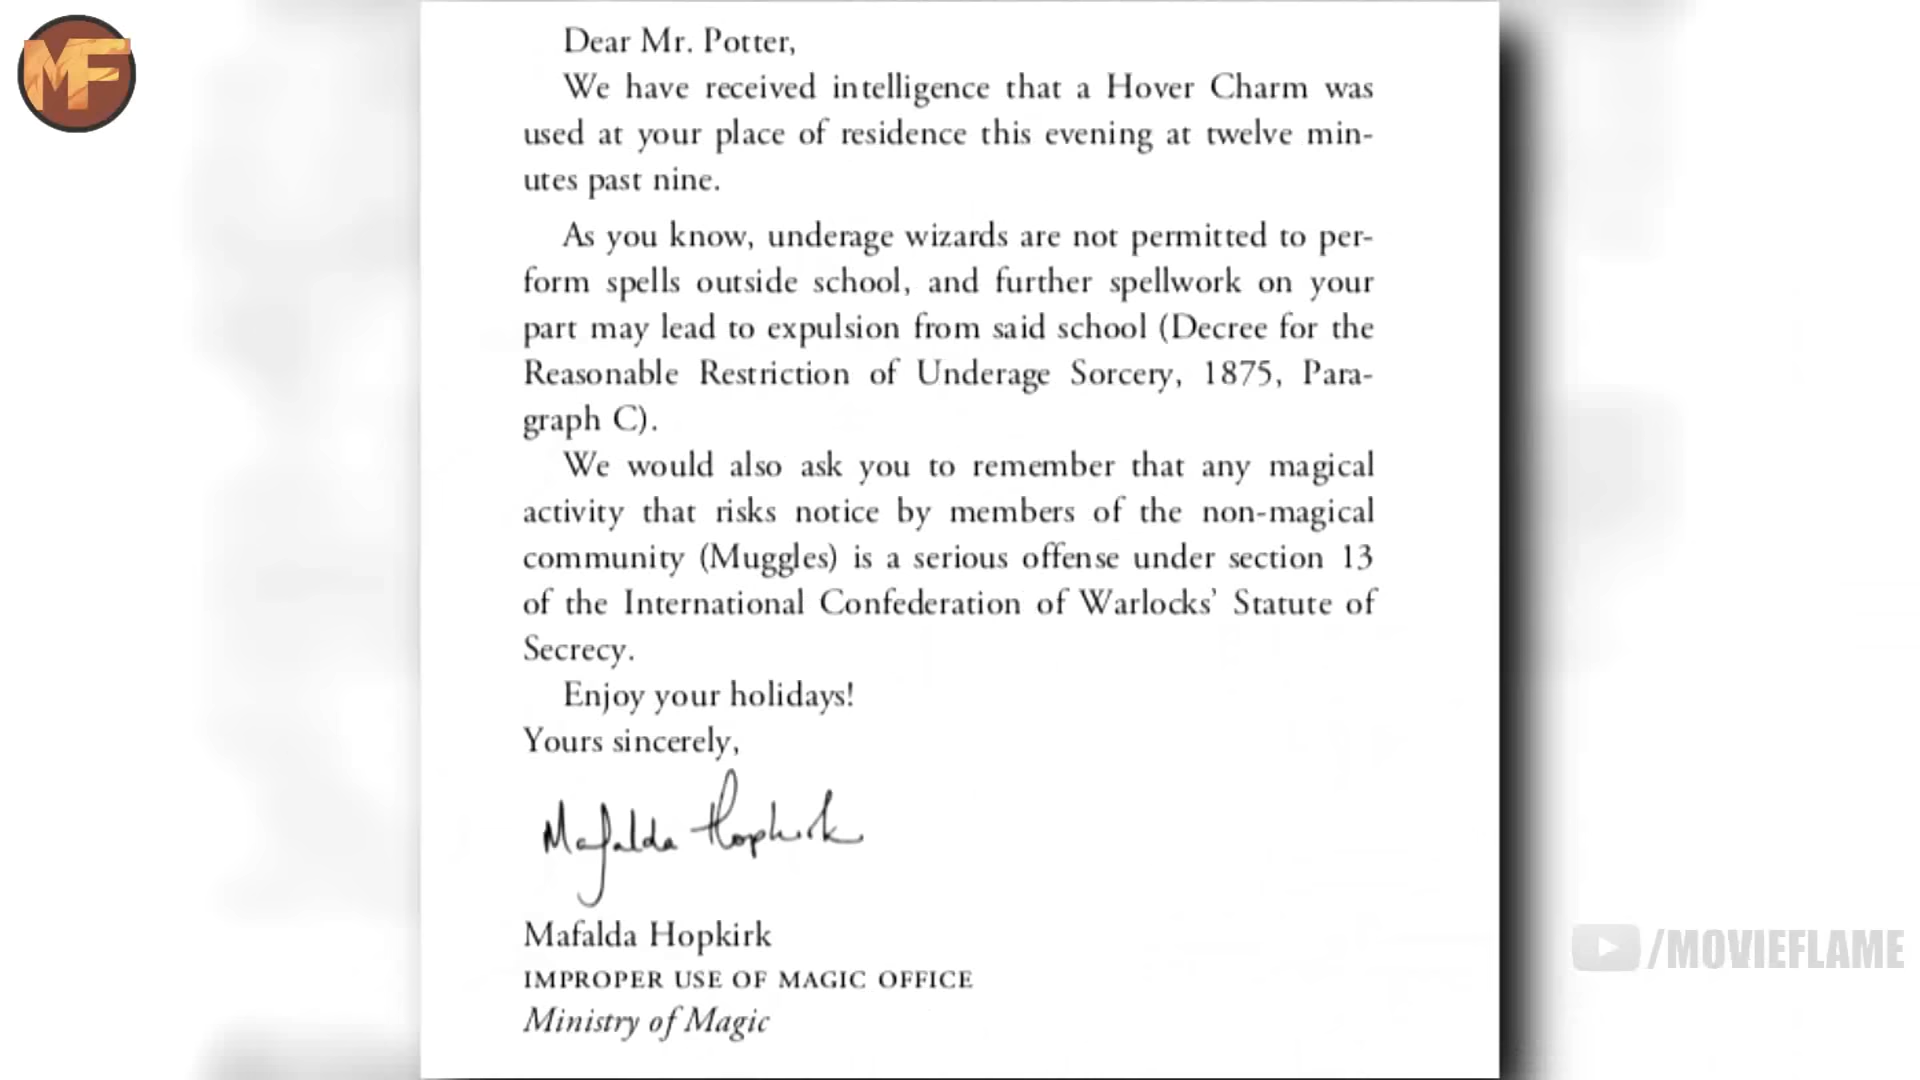 MF
Dear Mr. Potter,
We have received intelligence that a Hover Charm was
used at your place of residence this evening at twelve min-
utes past nine.
As you know, underage wizards are not permitted to per-
form spells outside school, and further spellwork on your
part may lead to expulsion from said school (Decree for the
Reasonable Restriction of Underage Sorcery, 1875, Para-
graph C).
We would also ask you to remember that any magical
activity that risks notice by members of the non-magical
community (Muggles) is a serious offense under section 13
of the International Confederation of Warlocks’ Statute of
Secrecy.
Enjoy your holidays!
Yours sincerely,
Mafalda Hopkirk
Mafalda Hopkirk
IMPROPER USE OF MAGIC OFFICE
Ministry of Magic
/MOVIEFLAME